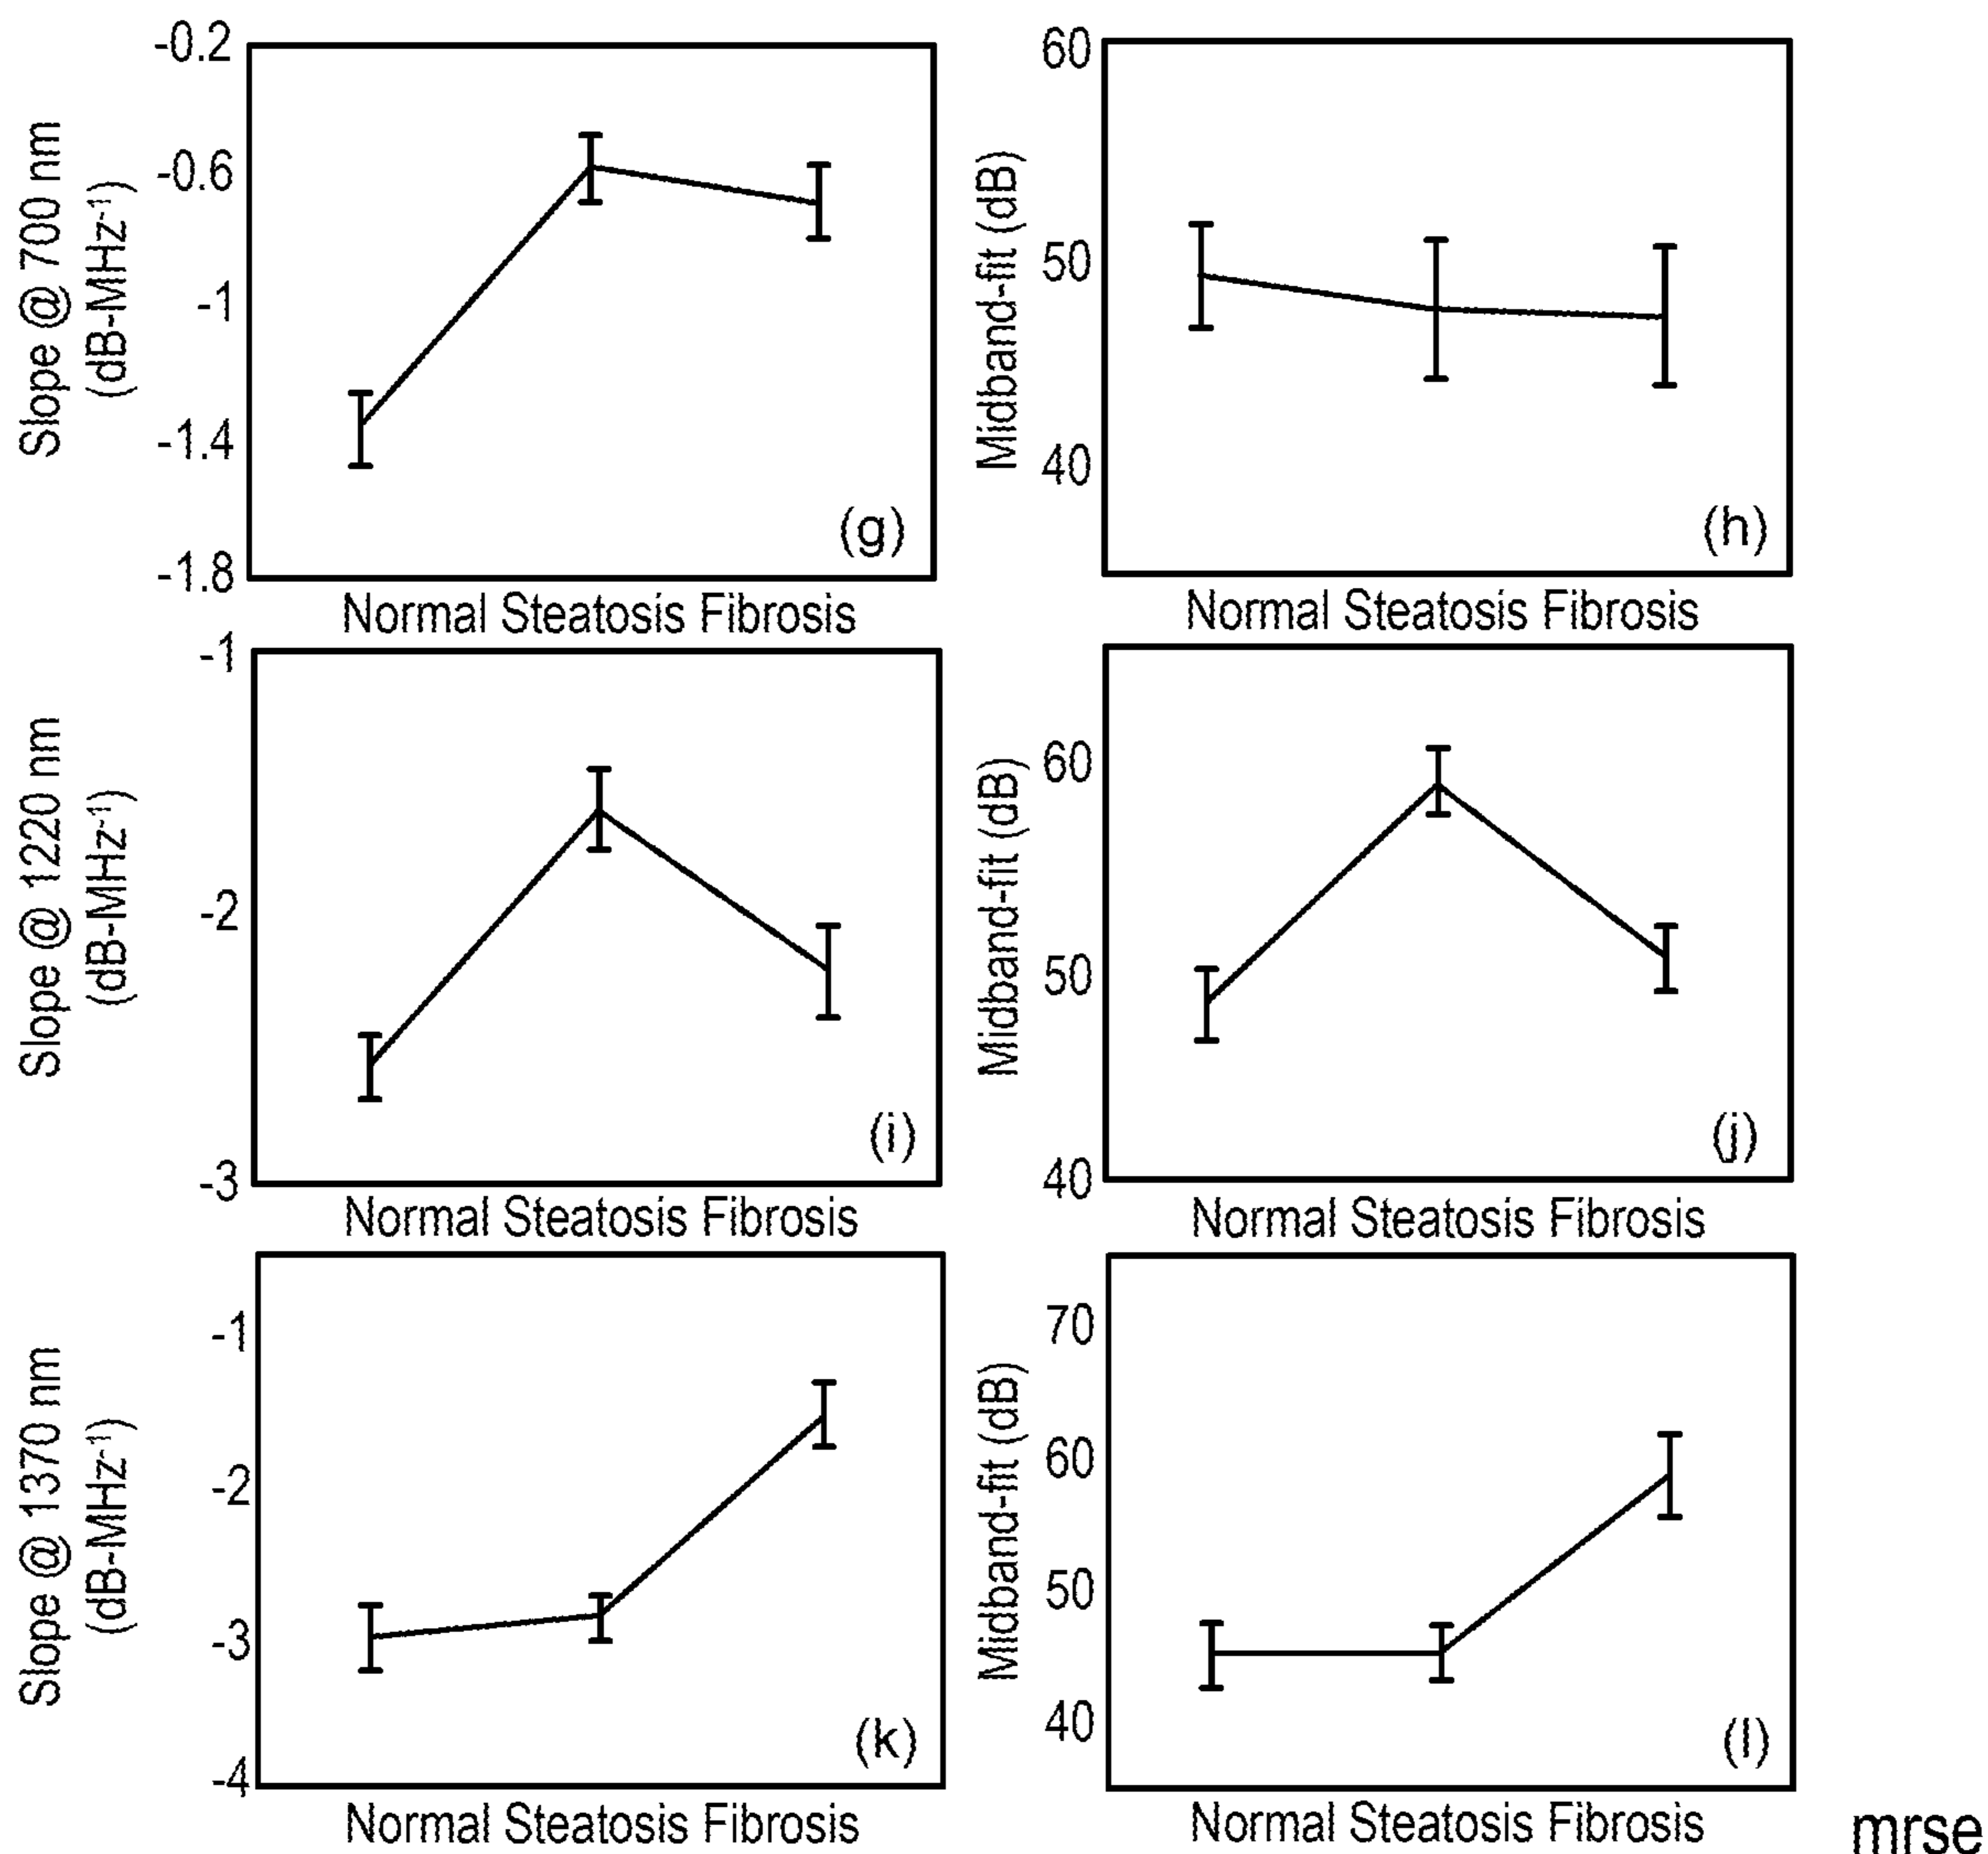 Slope @ 700 nm
(dB-MHz⁻¹)
-0.2
-0.6
-1
-1.4
-1.8
(g)
Normal Steatosis Fibrosis
Midband-fit (dB)
60
50
40
(h)
Normal Steatosis Fibrosis
Slope @ 1220 nm
(dB-MHz⁻¹)
-1
-2
-3
(i)
Normal Steatosis Fibrosis
Midband-fit (dB)
60
50
40
(j)
Normal Steatosis Fibrosis
Slope @ 1370 nm
(dB-MHz⁻¹)
-1
-2
-3
-4
(k)
Normal Steatosis Fibrosis
Midband-fit (dB)
70
60
50
40
(l)
Normal Steatosis Fibrosis
mrse